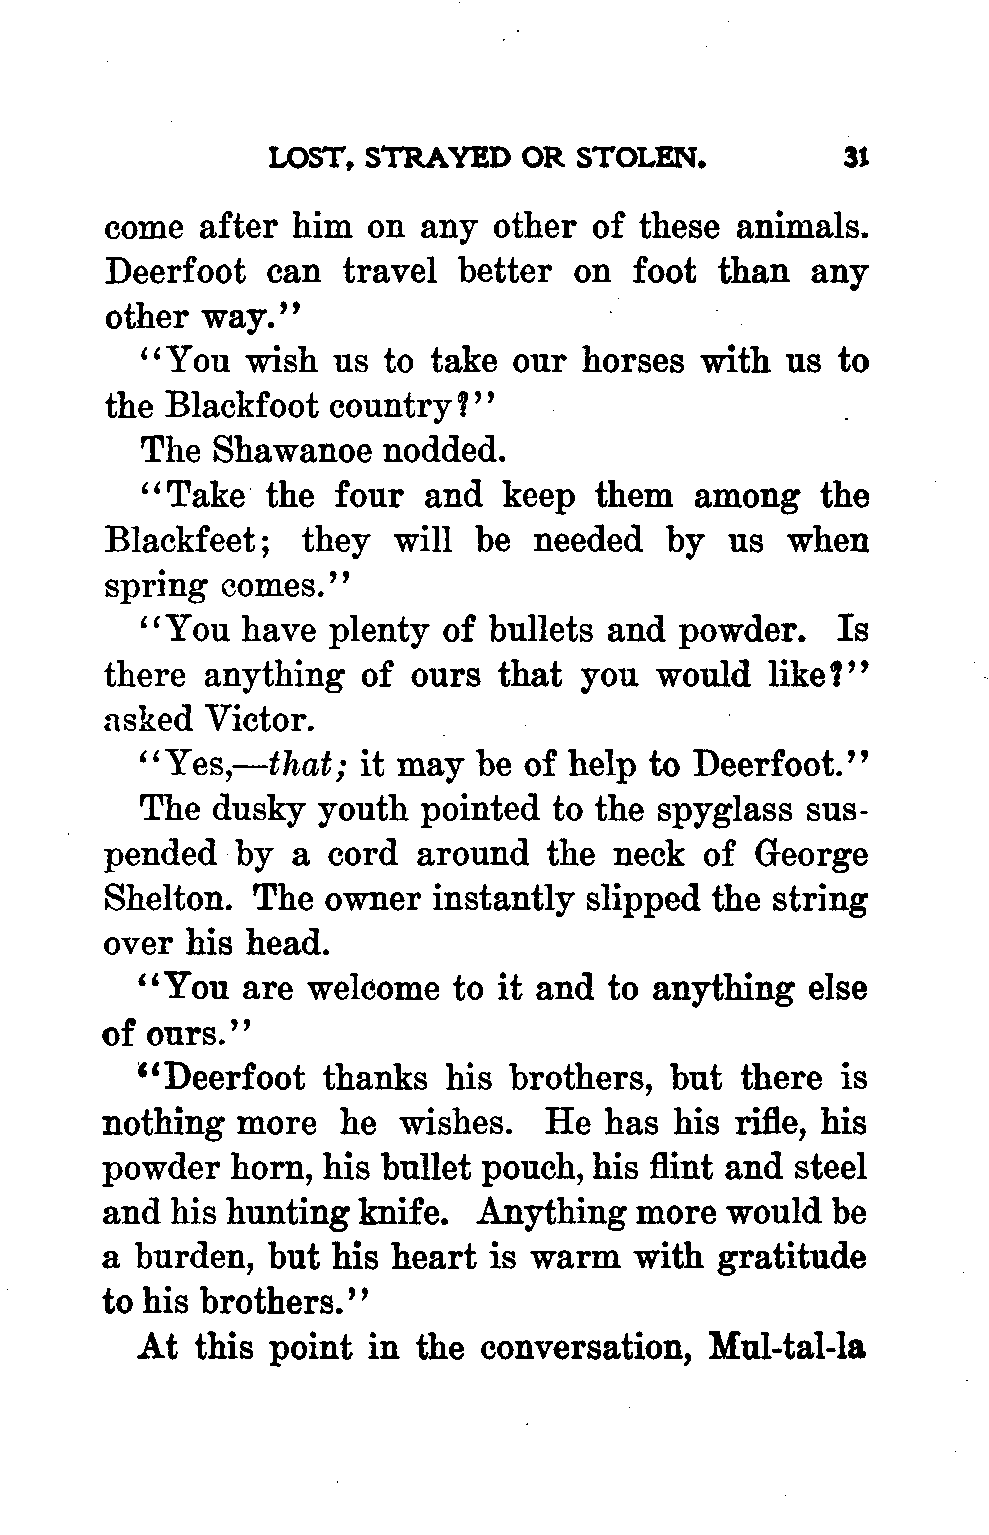 LOST, STRAYED OR STOLEN. 31
come after him on any other of these animals.
Deerfoot can travel better on foot than any
other way."
"You wish us to take our horses with us to
the Blackfoot country?"
The Shawanoe nodded.
"Take the four and keep them among the
Blackfeet; they will be needed by us when
spring comes."
"You have plenty of bullets and powder. Is
there anything of ours that you would like?"
asked Victor.
"Yes,—that; it may be of help to Deerfoot."
The dusky youth pointed to the spyglass sus-
pended by a cord around the neck of George
Shelton. The owner instantly slipped the string
over his head.
"You are welcome to it and to anything else
of ours."
"Deerfoot thanks his brothers, but there is
nothing more he wishes. He has his rifle, his
powder horn, his bullet pouch, his flint and steel
and his hunting knife. Anything more would be
a burden, but his heart is warm with gratitude
to his brothers."
At this point in the conversation, Mul-tal-la